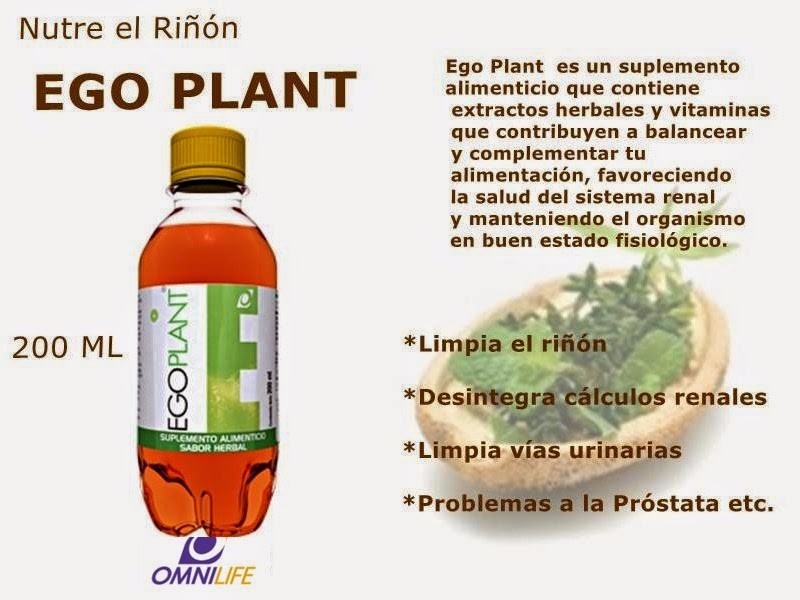 Nutre el Riñón
EGO PLANT
Ego Plant es un suplemento
alimenticio que contiene
extractos herbales y vitaminas
que contribuyen a balancear
y complementar tu
alimentación, favoreciendo
la salud del sistema renal
y manteniendo el organismo
en buen estado fisiológico.
200 ML
EGOPLANT
E
SUPLEMENTO ALIMENTICIO
SABOR HERBAL
*Limpia el riñón
*Desintegra cálculos renales
*Limpia vías urinarias
*Problemas a la Próstata etc.
OMNILIFE